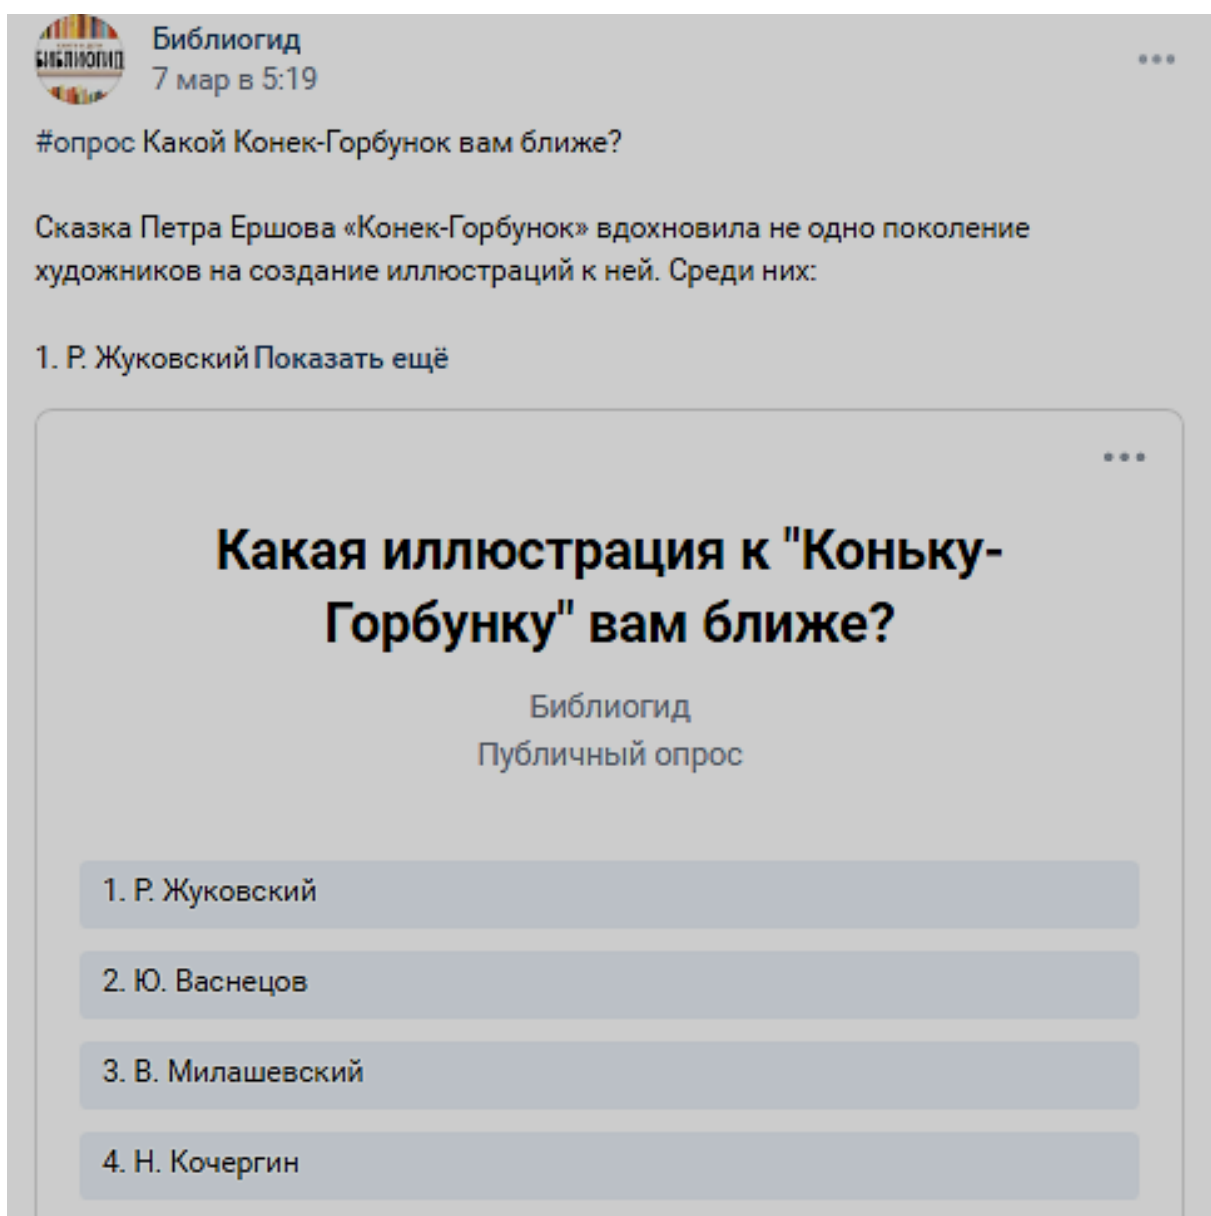 БИБЛИОГИД
Библиогид
7 мар в 5:19
#опрос Какой Конек-Горбунок вам ближе?
Сказка Петра Ершова «Конек-Горбунок» вдохновила не одно поколение
художников на создание иллюстраций к ней. Среди них:
1. Р. Жуковский Показать ещё
Какая иллюстрация к "Коньку-
Горбунку" вам ближе?
Библиогид
Публичный опрос
1. Р. Жуковский
2. Ю. Васнецов
3. В. Милашевский
4. Н. Кочергин